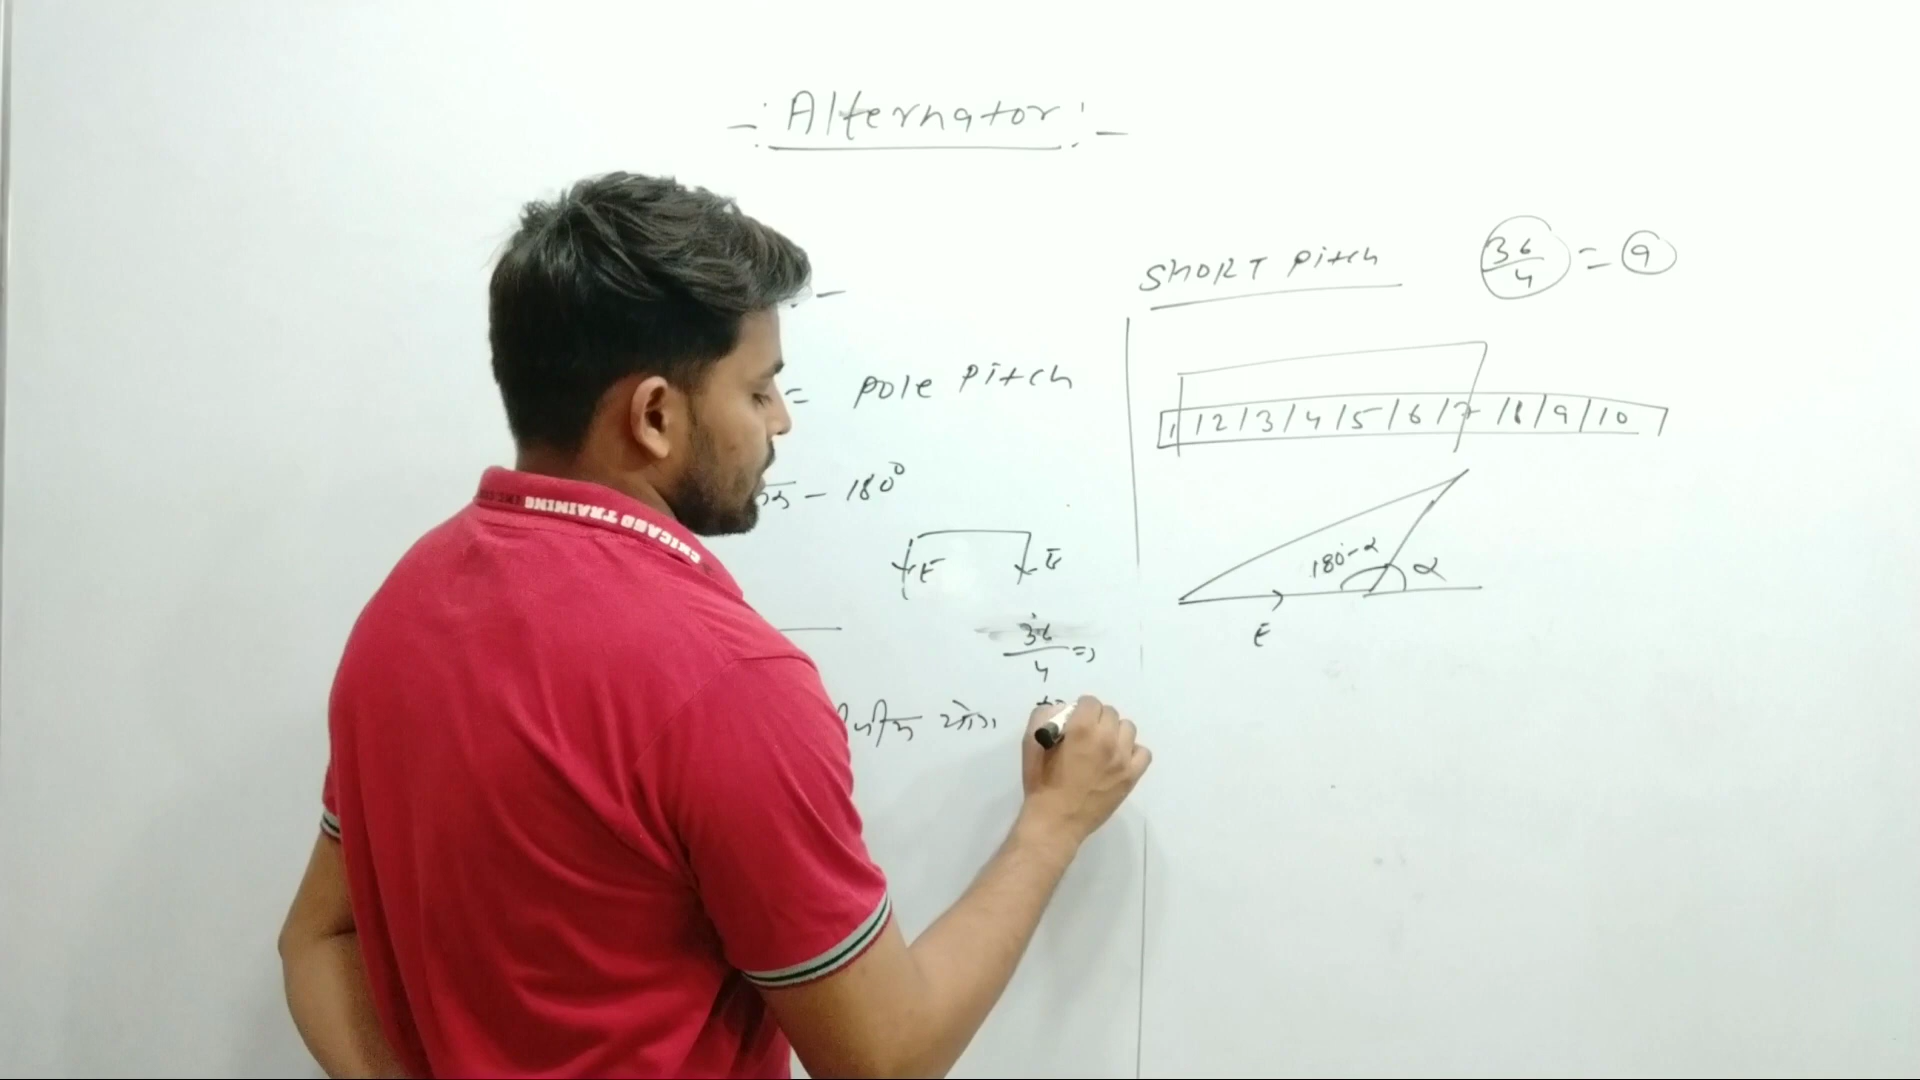 -: Alternator :-
= Pole Pitch
- 180°
E E
36/4 =>
SHORT Pitch 36/4 = 9
1 12/3/4/5/6/7/8/9/10
180-α α
E
CHICAGO TRAINING